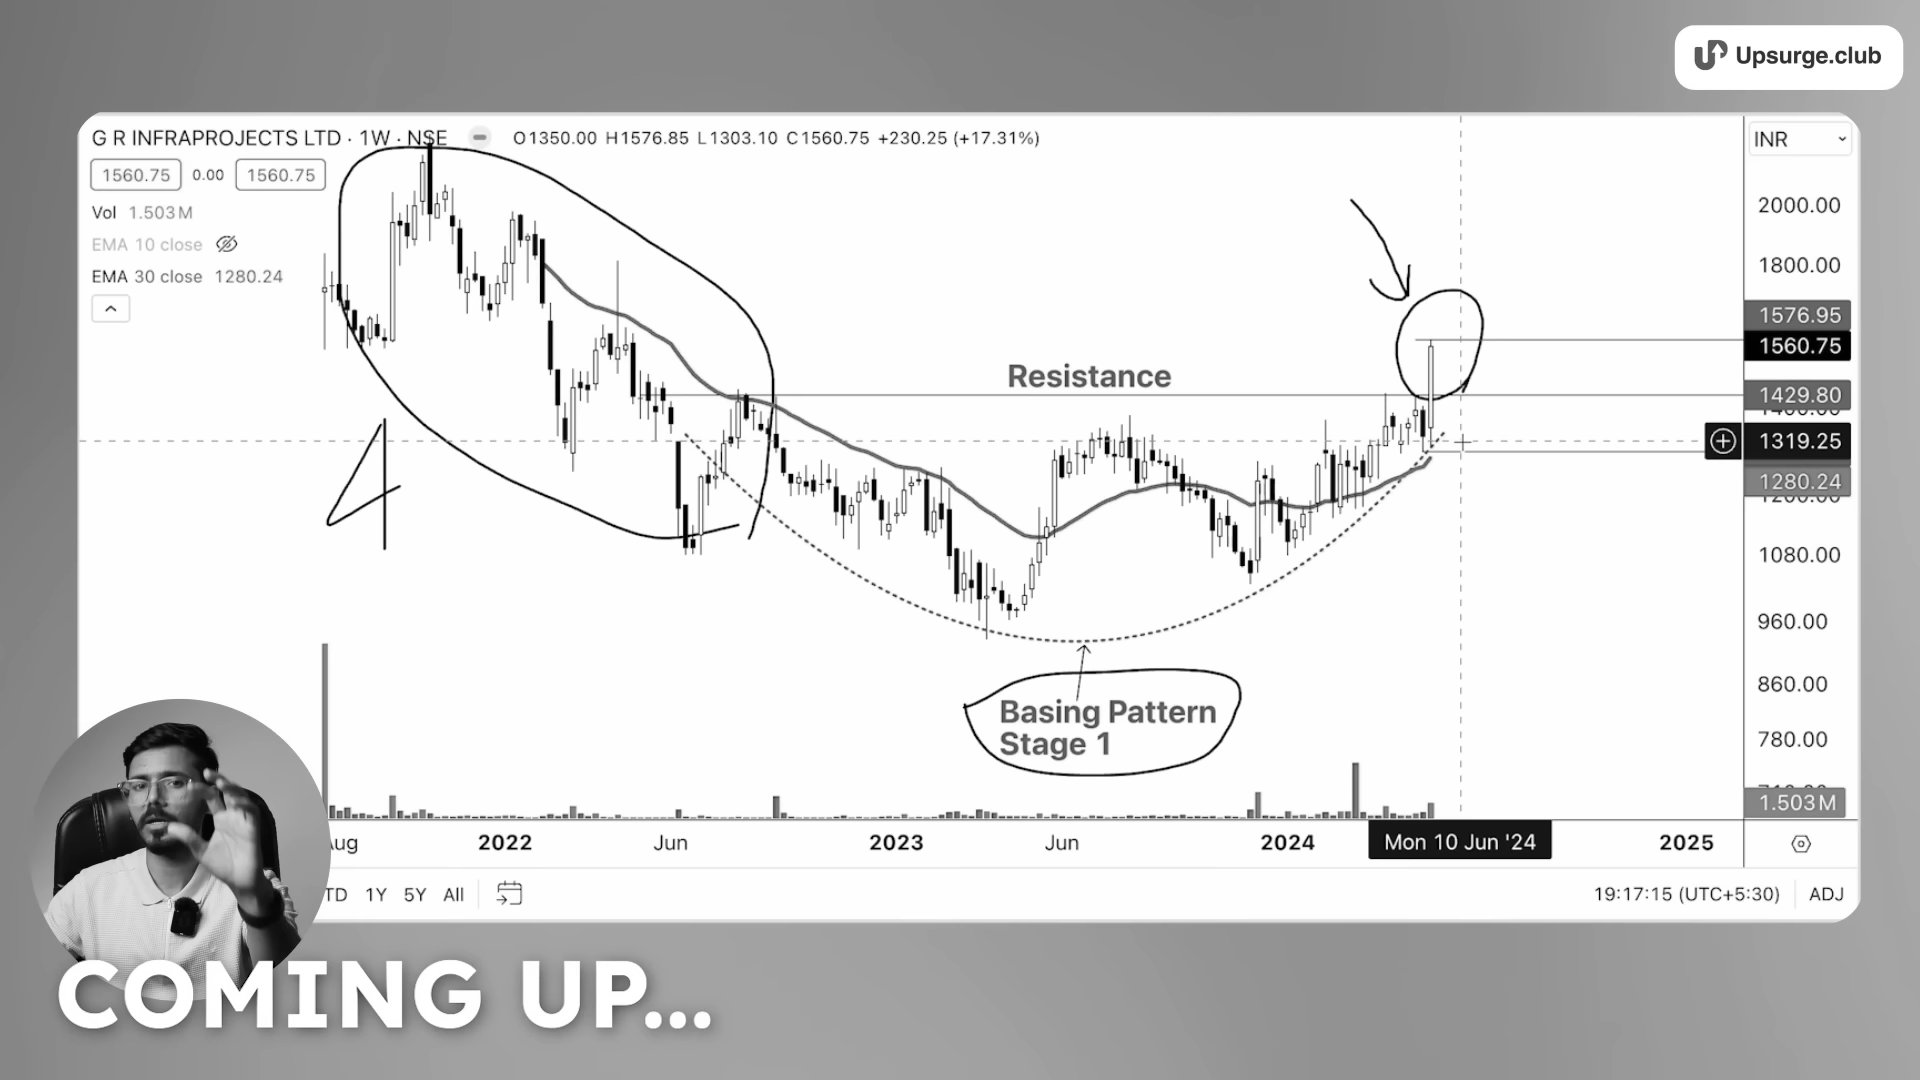 Upsurge.club
G R INFRAPROJECTS LTD · 1W · NSE O1350.00 H1576.85 L1303.10 C1560.75 +230.25 (+17.31%)
INR
1560.75 0.00 1560.75
Vol 1.503M
EMA 10 close
EMA 30 close 1280.24
2000.00
1800.00
1576.95
1560.75
Resistance
1429.80
1319.25
1280.24
4
1080.00
960.00
860.00
Basing Pattern
Stage 1
780.00
1.503M
2022 Jun 2023 Jun 2024 Mon 10 Jun '24 2025
1Y 5Y All
19:17:15 (UTC+5:30) ADJ
COMING UP...